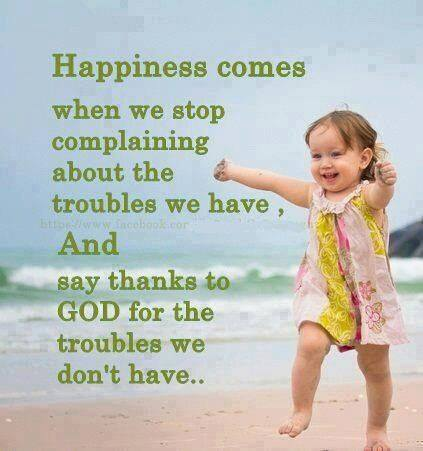 Happiness comes
when we stop
complaining
about the
troubles we have ,
And
say thanks to
GOD for the
troubles we
don't have..